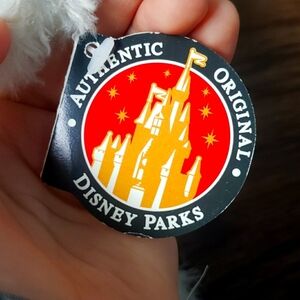 • AUTHENTIC ORIGINAL •
DISNEY PARKS